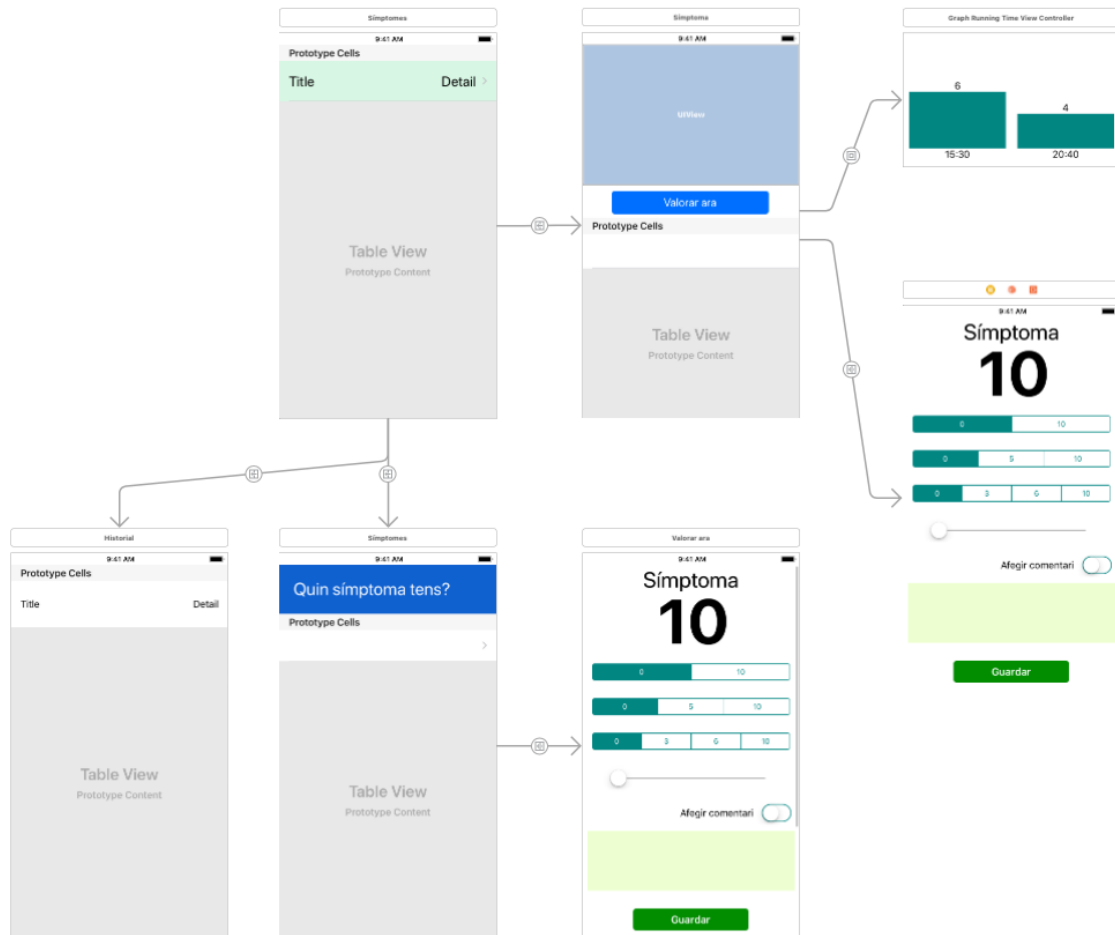 Símptomes
9:41 AM
Prototype Cells
Title Detail
Table View
Prototype Content
Símptoma
9:41 AM
UIView
Valorar ara
Prototype Cells
Table View
Prototype Content
Graph Running Time View Controller
6
4
15:30 20:40
9:41 AM
Símptoma
10
0 10
0 5 10
0 3 6 10
Afegir comentari
Guardar
Historial
9:41 AM
Prototype Cells
Title Detail
Table View
Prototype Content
Símptomes
9:41 AM
Quin símptoma tens?
Prototype Cells
Table View
Prototype Content
Valorar ara
9:41 AM
Símptoma
10
0 10
0 5 10
0 3 6 10
Afegir comentari
Guardar